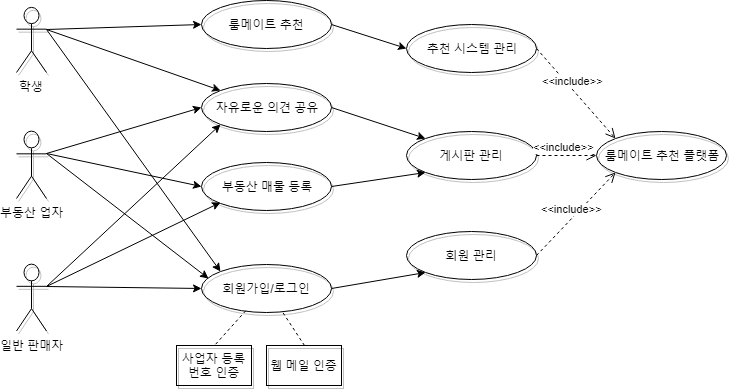 룸메이트 추천
추천 시스템 관리
학생
<<include>>
자유로운 의견 공유
게시판 관리
<<include>>
룸메이트 추천 플랫폼
부동산 업자
부동산 매물 등록
<<include>>
회원 관리
일반 판매자
회원가입/로그인
사업자 등록
번호 인증
웹 메일 인증